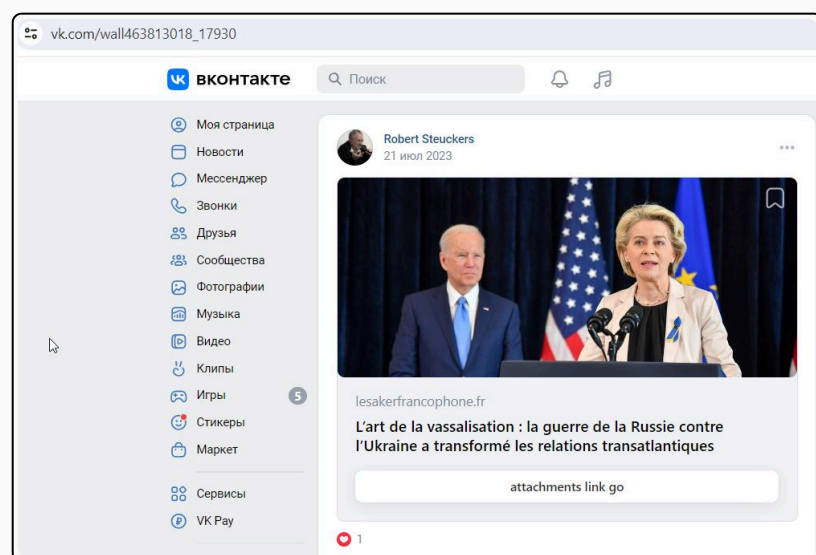 vk.com/wall463813018_17930
вконтакте
Поиск
Моя страница
Новости
Мессенджер
Звонки
Друзья
Сообщества
Фотографии
Музыка
Видео
Клипы
Игры
5
Стикеры
Маркет
Сервисы
VK Pay
Robert Steuckers
21 июл 2023
lesakerfrancophone.fr
L’art de la vassalisation : la guerre de la Russie contre
l’Ukraine a transformé les relations transatlantiques
attachments link go
1